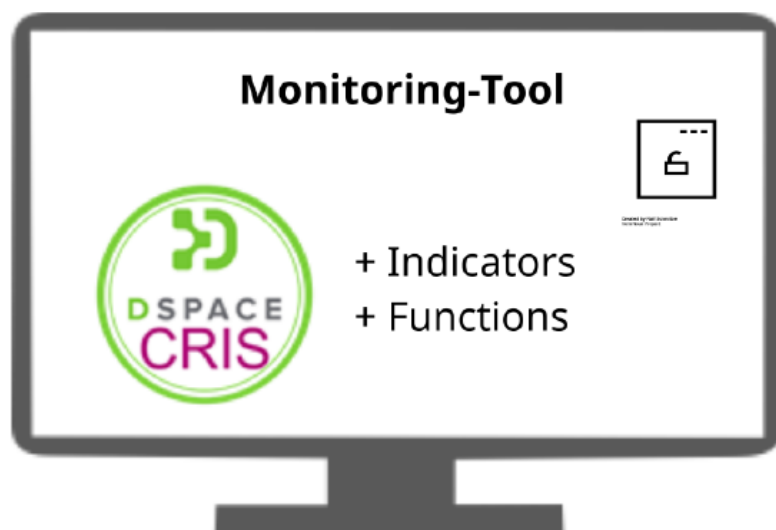 Monitoring-Tool
DSPACE
CRIS
+ Indicators
+ Functions